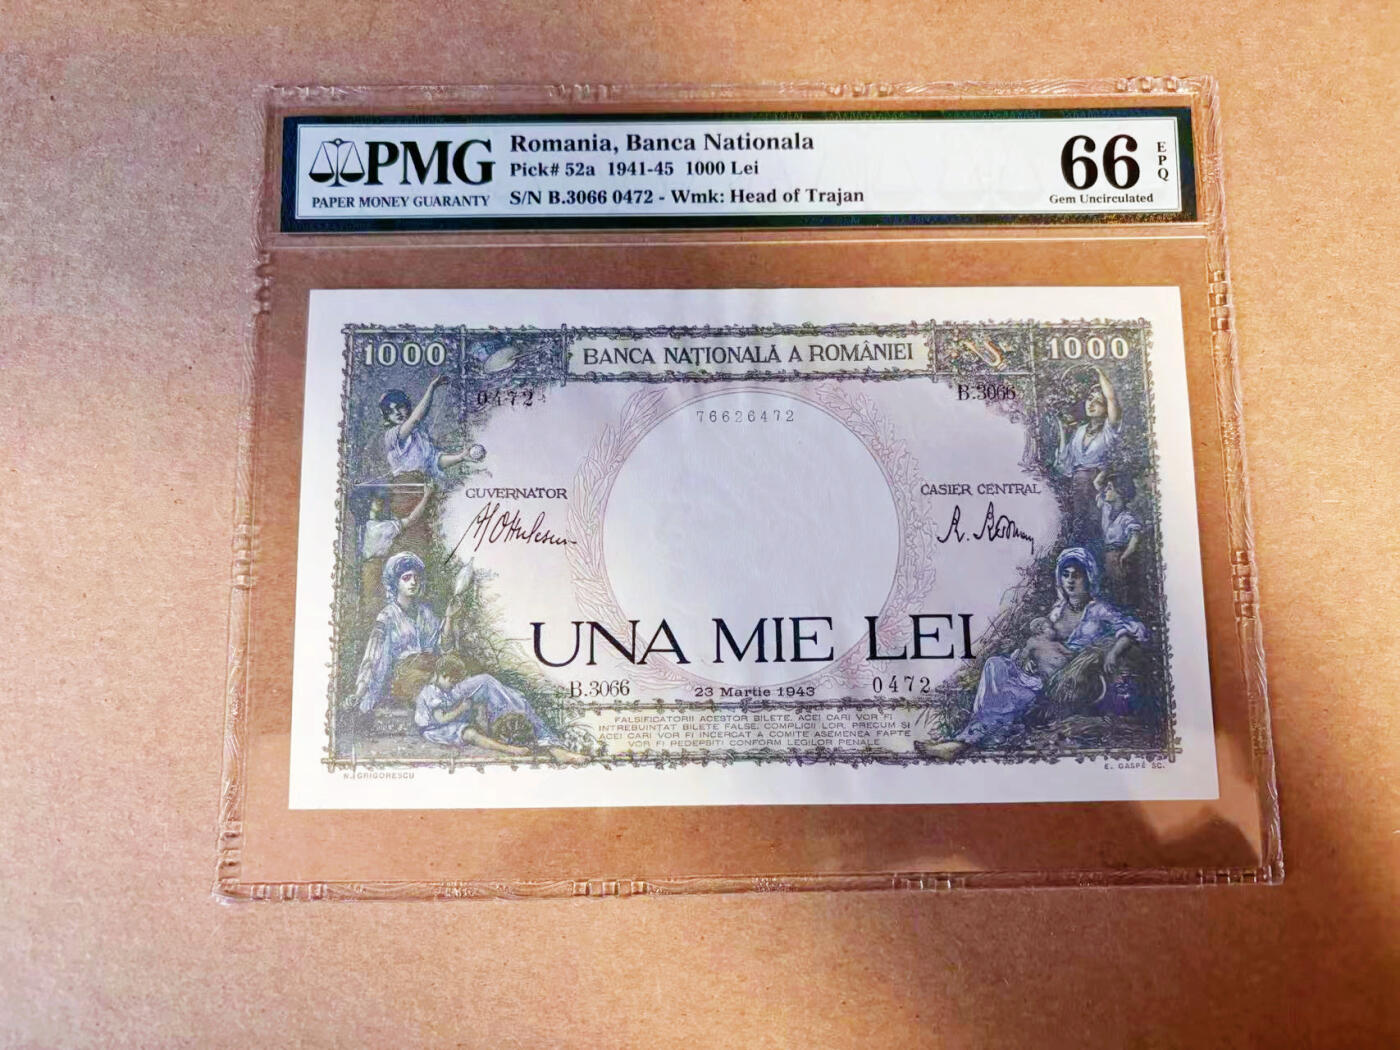 PMG
PAPER MONEY GUARANTY
Romania, Banca Nationala
Pick# 52a 1941-45 1000 Lei
S/N B.3066 0472 - Wmk: Head of Trajan
66
EPQ
Gem Uncirculated
1000
BANCA NAȚIONALĂ A ROMÂNIEI
1000
0472
B.3066
76626472
GUVERNATOR
CASIER CENTRAL
UNA MIE LEI
B.3066
23 Martie 1943
0472
FALSIFICATORII ACESTOR BILETE, ACEI CARI VOR FI
INTREBUINȚAT BILETE FALSE, COMPLICII LOR, PRECUM ȘI
ACEI CARI VOR FI INCERCAT A COMITE ASEMENEA FAPTE
VOR FI PEDEPSIȚI CONFORM LEGILOR PENALE
N. GRIGORESCU
E. GASPÉ SC.